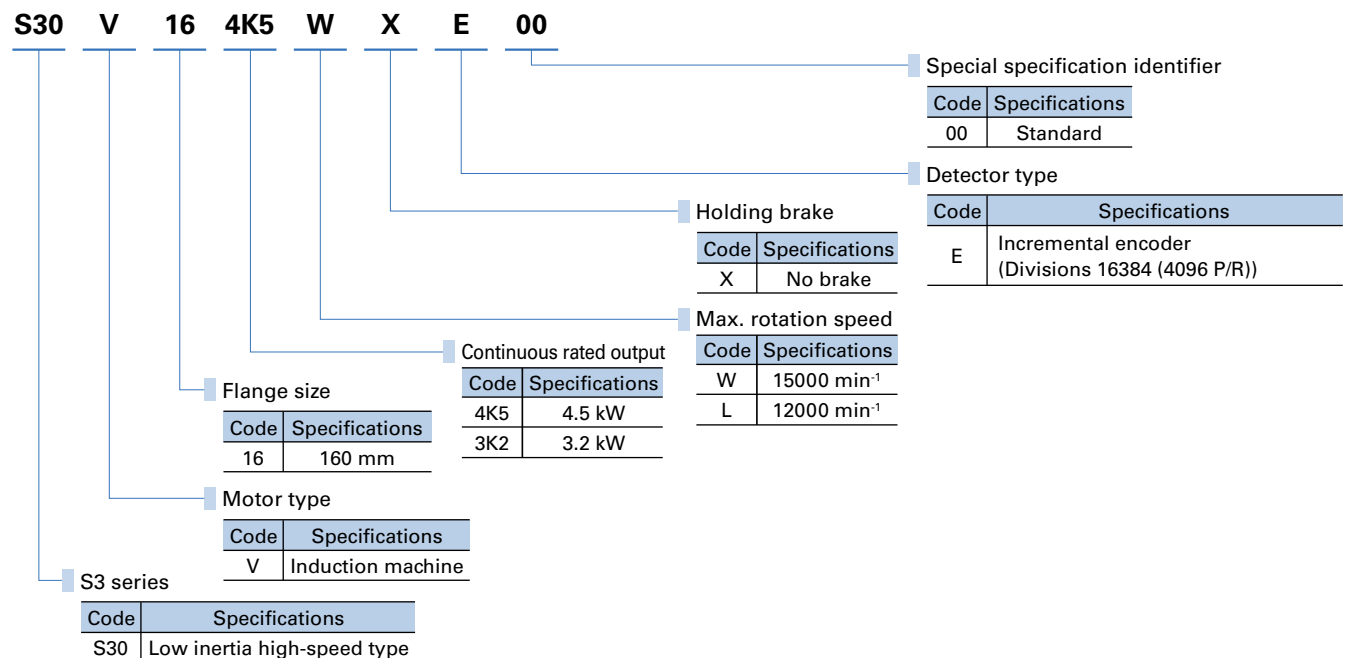 S30 V 16 4K5 W X E 00
Special specification identifier
Code Specifications
00 Standard
Detector type
Code Specifications
E Incremental encoder
(Divisions 16384 (4096 P/R))
Holding brake
Code Specifications
X No brake
Max. rotation speed
Code Specifications
W 15000 min-1
L 12000 min-1
Continuous rated output
Code Specifications
4K5 4.5 kW
3K2 3.2 kW
Flange size
Code Specifications
16 160 mm
Motor type
Code Specifications
V Induction machine
S3 series
Code Specifications
S30 Low inertia high-speed type